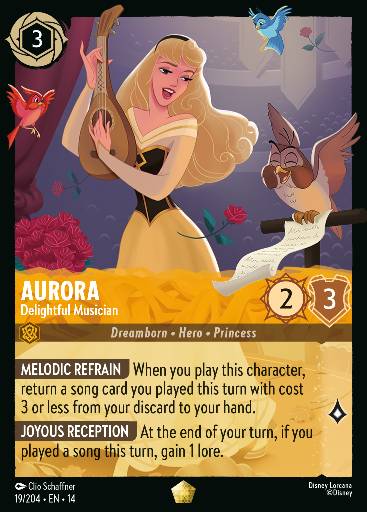 3
AURORA
Delightful Musician
2 3
Dreamborn • Hero • Princess
MELODIC REFRAIN When you play this character,
return a song card you played this turn with cost
3 or less from your discard to your hand.
JOYOUS RECEPTION At the end of your turn, if you
played a song this turn, gain 1 lore.
Clio Schaffner
19/204 • EN • 14
Disney Lorcana
©Disney